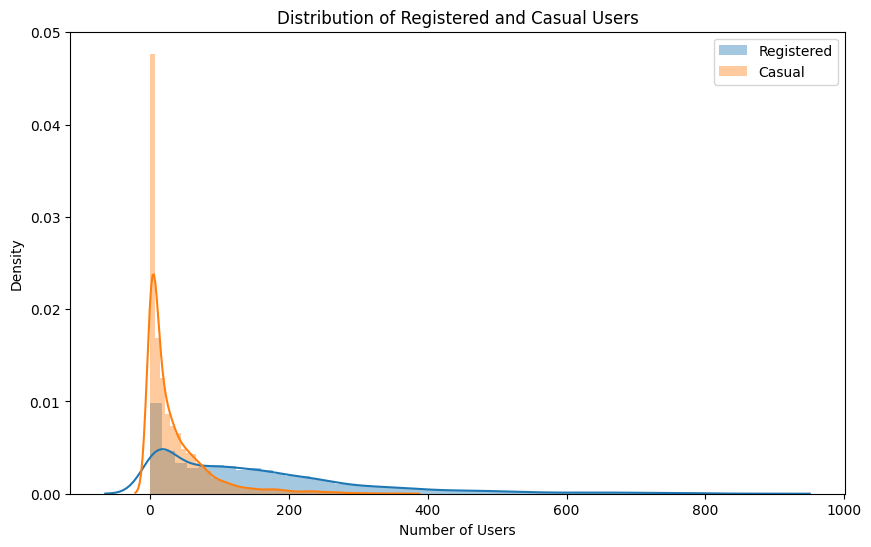 Distribution of Registered and Casual Users
0.05
0.04
0.03
0.02
0.01
0.00
Density
Registered
Casual
0 200 400 600 800 1000
Number of Users